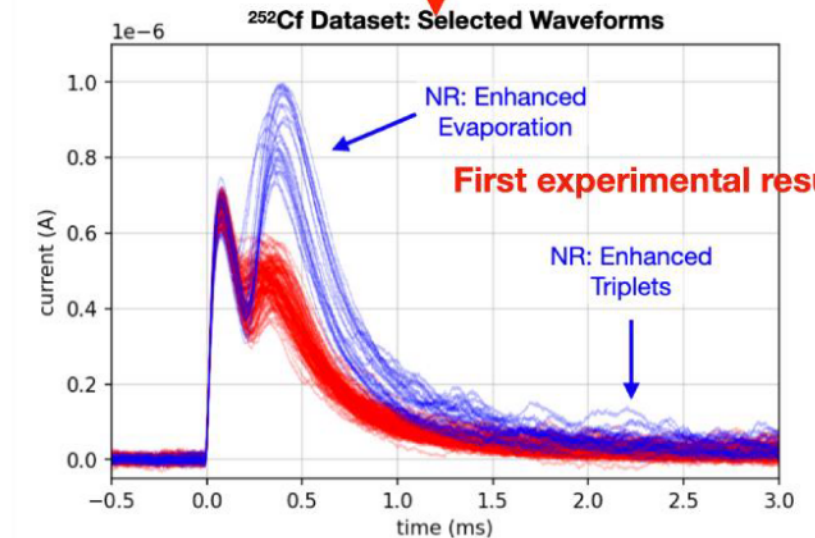 ²⁵²Cf Dataset: Selected Waveforms
1e−6
1.0
0.8
0.6
0.4
0.2
0.0
current (A)
NR: Enhanced
Evaporation
First experimental
NR: Enhanced
Triplets
−0.5
0.0
0.5
1.0
1.5
2.0
2.5
3.0
time (ms)